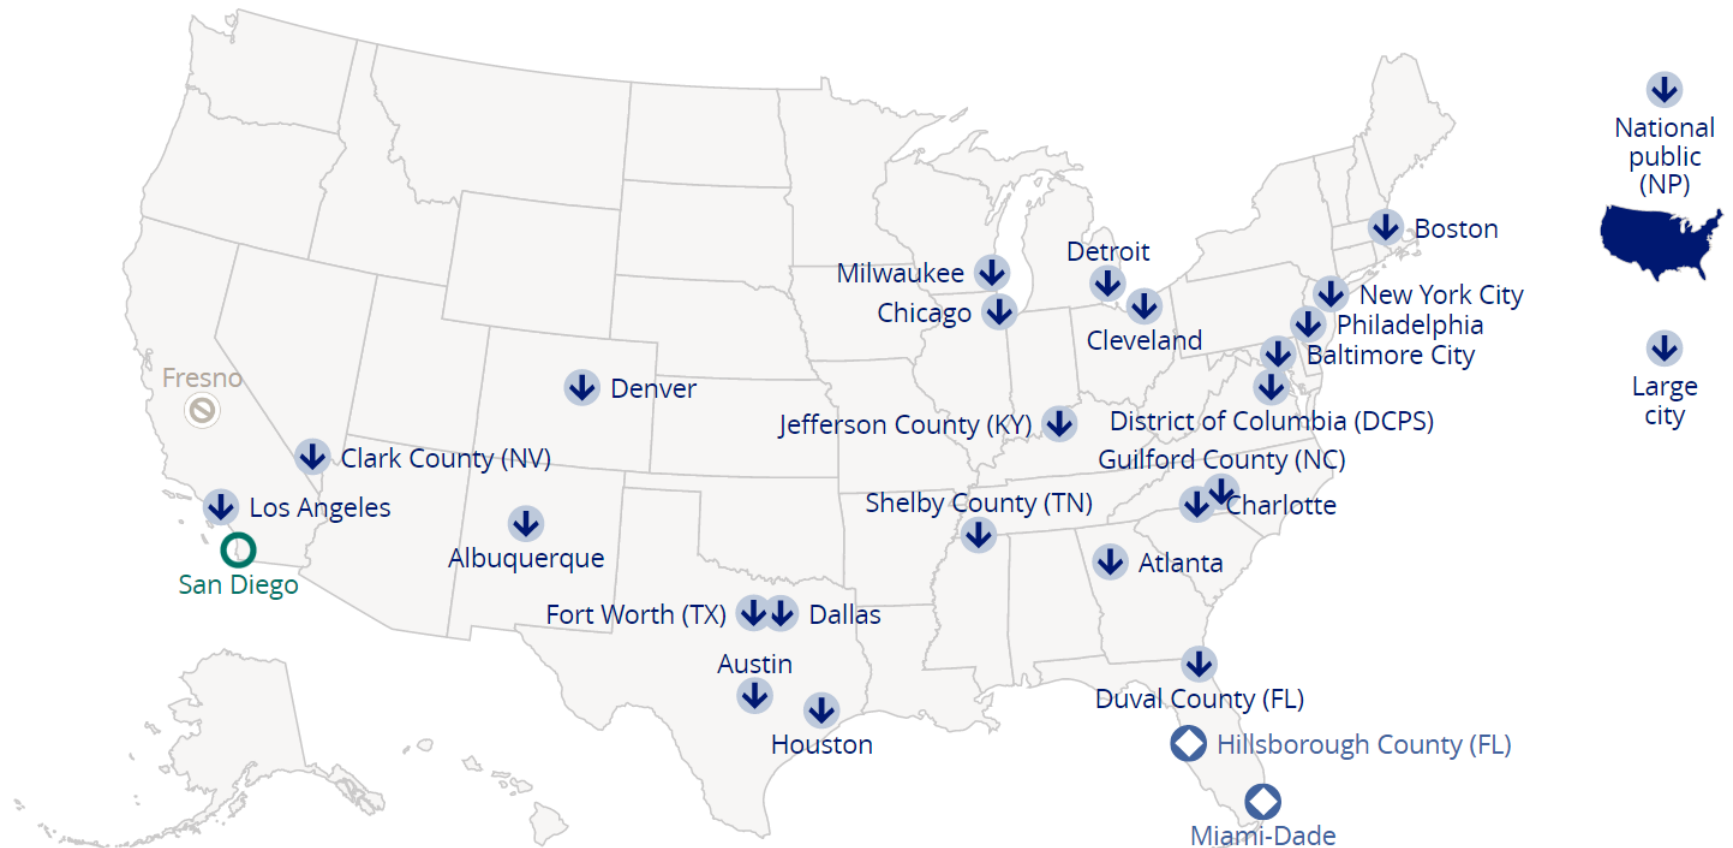 National
public
(NP)
Boston
Detroit
Milwaukee
New York City
Chicago
Philadelphia
Cleveland
Baltimore City
Fresno
Denver
Large
city
Jefferson County (KY)
District of Columbia (DCPS)
Clark County (NV)
Guilford County (NC)
Shelby County (TN)
Charlotte
Los Angeles
Albuquerque
Atlanta
San Diego
Fort Worth (TX)
Dallas
Austin
Duval County (FL)
Houston
Hillsborough County (FL)
Miami-Dade